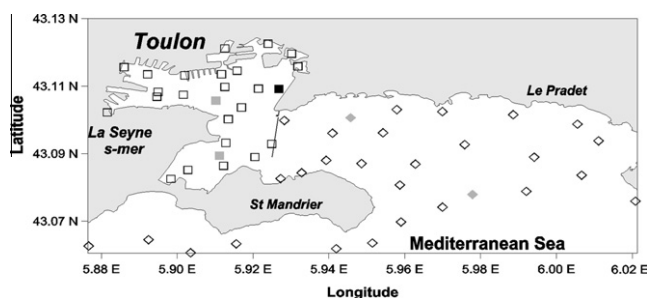 43.13 N
Toulon
43.11 N
Le Pradet
Latitude
La Seyne
s-mer
43.09 N
St Mandrier
43.07 N
Mediterranean Sea
5.88 E 5.90 E 5.92 E 5.94 E 5.96 E 5.98 E 6.00 E 6.02 E
Longitude